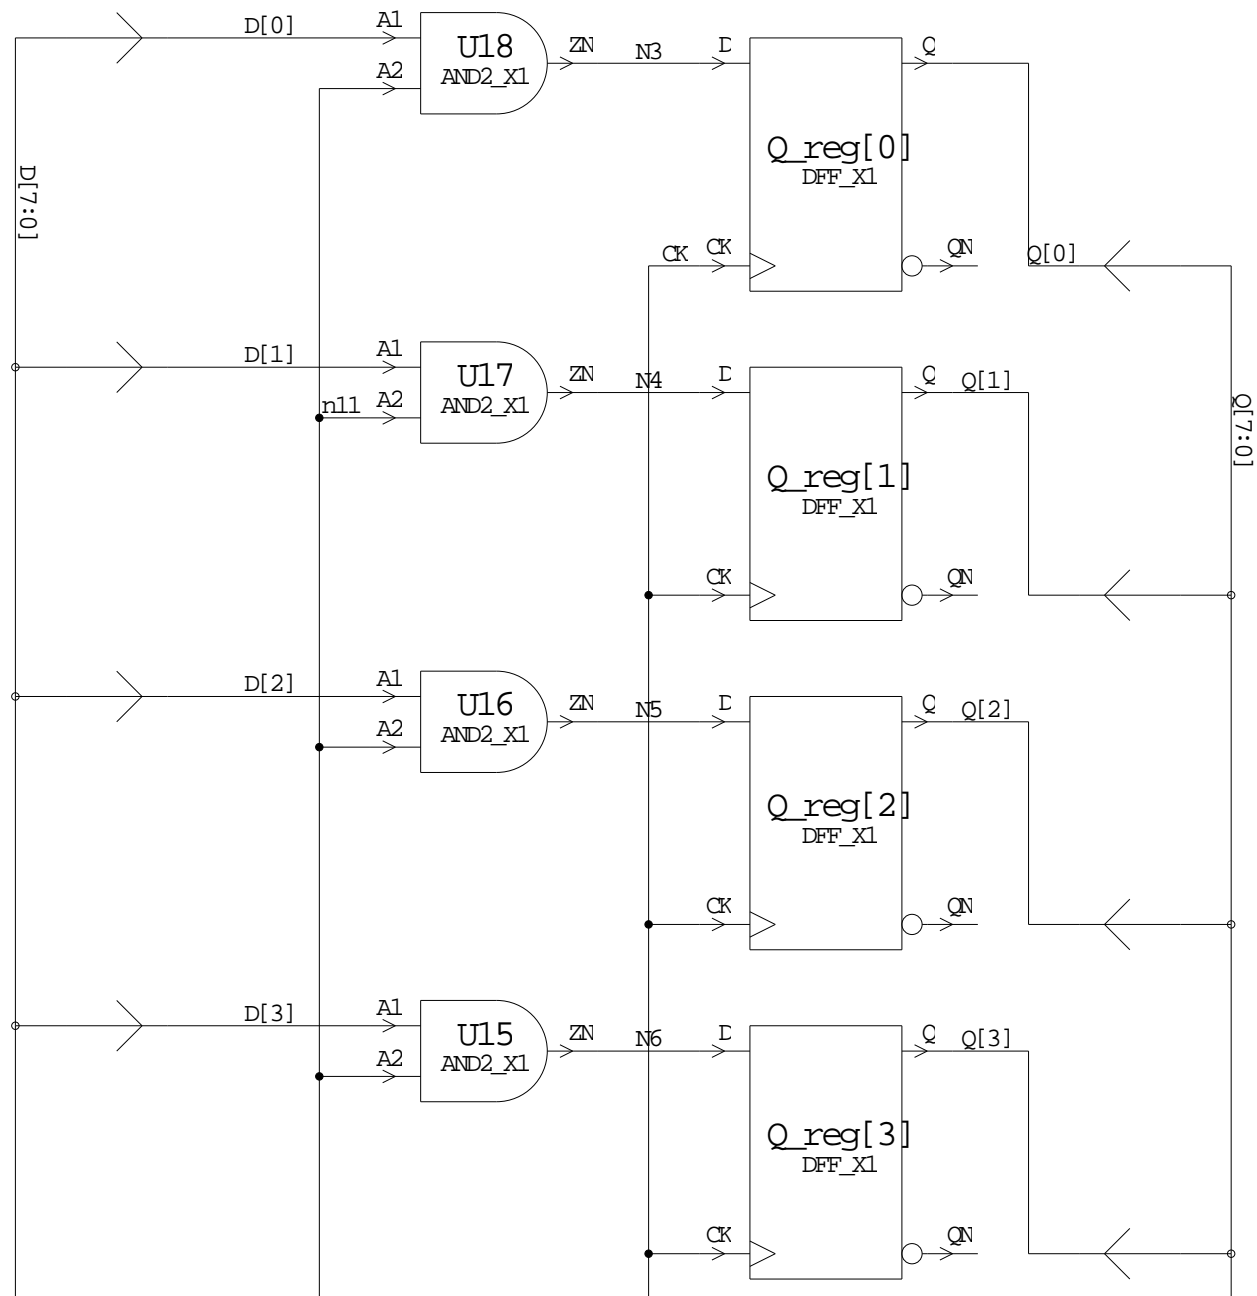 D[0] A1 U18 ZN N3 D Q
A2 AND2_X1
D[7:0]
Q_reg[0]
DFF_X1
CK CK QN Q[0]
D[1] A1 U17 ZN N4 D Q Q[1]
n11 A2 AND2_X1
Q[7:0]
Q_reg[1]
DFF_X1
CK QN
D[2] A1 U16 ZN N5 D Q Q[2]
A2 AND2_X1
Q_reg[2]
DFF_X1
CK QN
D[3] A1 U15 ZN N6 D Q Q[3]
A2 AND2_X1
Q_reg[3]
DFF_X1
CK QN